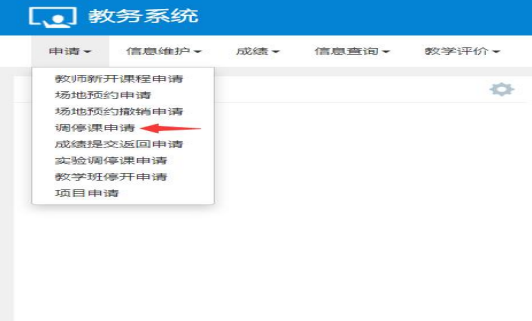 教务系统
申请 信息维护 成绩 信息查询 教学评价
教师新开课程申请
场地预约申请
场地预约撤销申请
调停课申请
成绩提交返回申请
实验调停课申请
教学班停开申请
项目申请